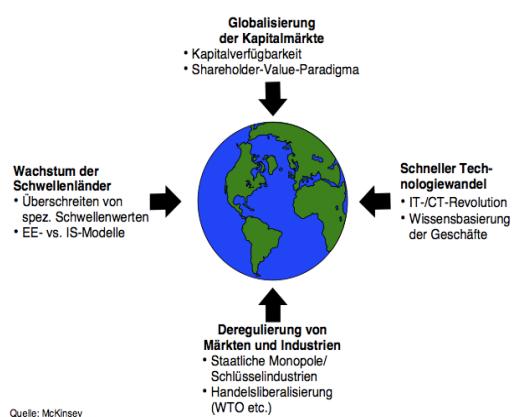 Globalisierung
der Kapitalmärkte
• Kapitalverfügbarkeit
• Shareholder-Value-Paradigma
Wachstum der
Schwellenländer
• Überschreiten von
spez. Schwellenwerten
• EE- vs. IS-Modelle
Schneller Tech-
nologiewandel
• IT-/CT-Revolution
• Wissensbasierung
der Geschäfte
Deregulierung von
Märkten und Industrien
• Staatliche Monopole/
Schlüsselindustrien
• Handelsliberalisierung
(WTO etc.)
Quelle: McKinsey